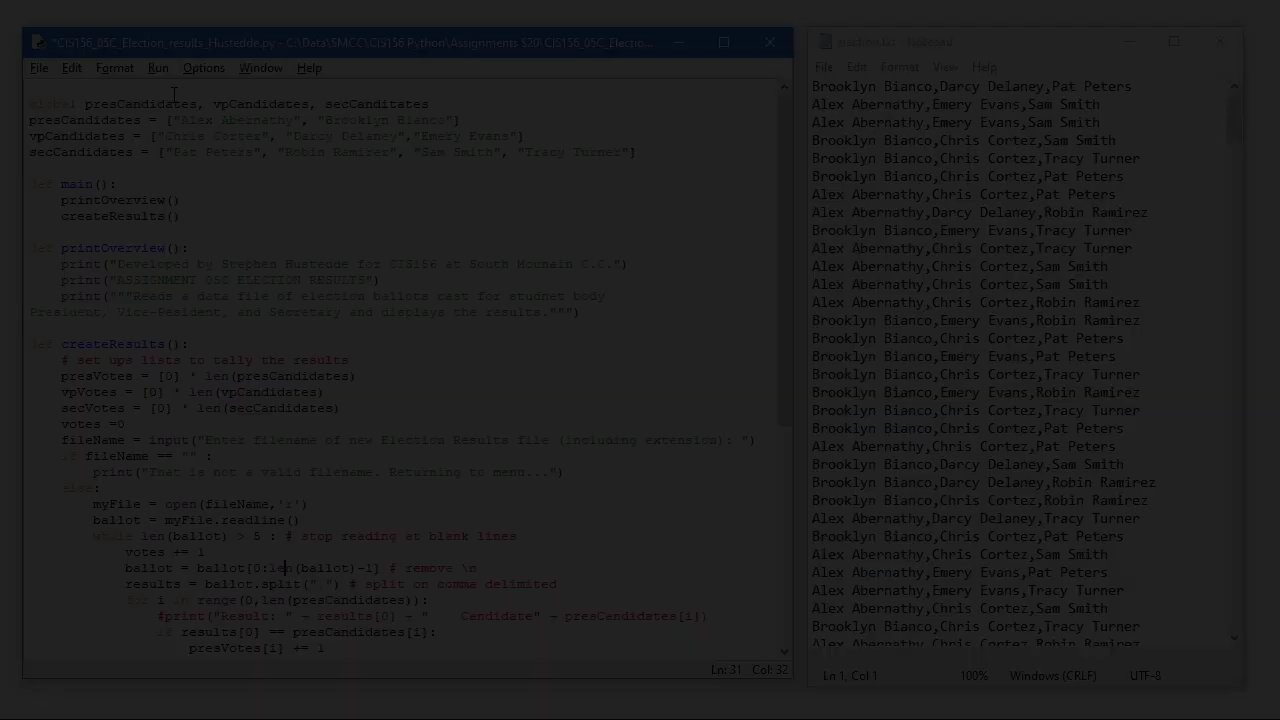 *CIS156_05C_Election_results_Hustedde.py - C:\Data\SMCC\CIS156 Python\Assignments S20\CIS156_05C_Electio...
File Edit Format Run Options Window Help
global presCandidates, vpCandidates, secCanditates
presCandidates = ["Alex Abernathy", "Brooklyn Bianco"]
vpCandidates = ["Chris Cortez", "Darcy Delaney","Emery Evans"]
secCandidates = ["Pat Peters", "Robin Ramirez", "Sam Smith", "Tracy Turner"]
def main():
printOverview()
createResults()
def printOverview():
print("Developed by Stephen Hustedde for CIS156 at South Mounain C.C.")
print("ASSIGNMENT 05B ELECTION RESULTS")
print("""Reads a data file of election ballots cast for studnet body
President, Vice-Pesident, and Secretary and displays the results.""")
def createResults():
# set ups lists to tally the results
presVotes = [0] * len(presCandidates)
vpVotes = [0] * len(vpCandidates)
secVotes = [0] * len(secCandidates)
votes =0
fileName = input("Enter filename of new Election Results file (including extension): ")
if fileName == "" :
print("That is not a valid filename. Returning to menu...")
else:
myFile = open(fileName,'r')
ballot = myFile.readline()
while len(ballot) > 5 : # stop reading at blank lines
votes += 1
ballot = ballot[0:len(ballot)-1] # remove \n
results = ballot.split(",") # split on comma delimited
for i in range(0,len(presCandidates)):
#print("Result: " + results[0] + " Candidate" + presCandidates[i])
if results[0] == presCandidates[i]:
presVotes[i] += 1
Ln: 31 Col: 32
election.txt - Notepad
File Edit Format View Help
Brooklyn Bianco,Darcy Delaney,Pat Peters
Alex Abernathy,Emery Evans,Sam Smith
Alex Abernathy,Emery Evans,Sam Smith
Brooklyn Bianco,Chris Cortez,Sam Smith
Brooklyn Bianco,Chris Cortez,Tracy Turner
Brooklyn Bianco,Chris Cortez,Pat Peters
Alex Abernathy,Chris Cortez,Pat Peters
Alex Abernathy,Darcy Delaney,Robin Ramirez
Brooklyn Bianco,Emery Evans,Tracy Turner
Alex Abernathy,Chris Cortez,Tracy Turner
Alex Abernathy,Chris Cortez,Sam Smith
Alex Abernathy,Chris Cortez,Sam Smith
Alex Abernathy,Chris Cortez,Robin Ramirez
Brooklyn Bianco,Emery Evans,Robin Ramirez
Brooklyn Bianco,Chris Cortez,Pat Peters
Brooklyn Bianco,Emery Evans,Pat Peters
Brooklyn Bianco,Chris Cortez,Tracy Turner
Brooklyn Bianco,Emery Evans,Robin Ramirez
Brooklyn Bianco,Chris Cortez,Tracy Turner
Brooklyn Bianco,Chris Cortez,Pat Peters
Alex Abernathy,Chris Cortez,Pat Peters
Brooklyn Bianco,Darcy Delaney,Sam Smith
Brooklyn Bianco,Darcy Delaney,Robin Ramirez
Brooklyn Bianco,Chris Cortez,Robin Ramirez
Alex Abernathy,Darcy Delaney,Tracy Turner
Brooklyn Bianco,Chris Cortez,Tracy Turner
Alex Abernathy,Chris Cortez,Pat Peters
Brooklyn Bianco,Chris Cortez,Robin Ramirez
Alex Abernathy,Emery Evans,Tracy Turner
Alex Abernathy,Chris Cortez,Sam Smith
Brooklyn Bianco,Chris Cortez,Tracy Turner
Alex Abernathy,Chris Cortez,Robin Ramirez
Ln 1, Col 1 100% Windows (CRLF) UTF-8